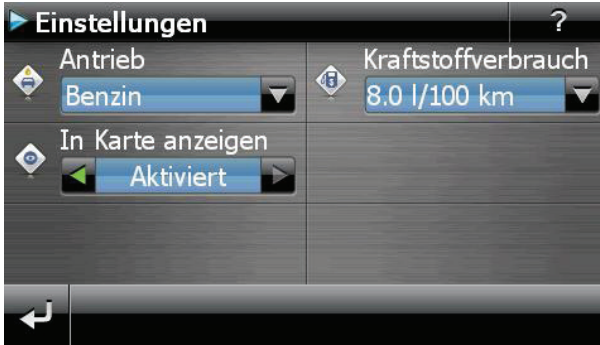 Einstellungen ?
Antrieb
Benzin
Kraftstoffverbrauch
8.0 l/100 km
In Karte anzeigen
Aktiviert